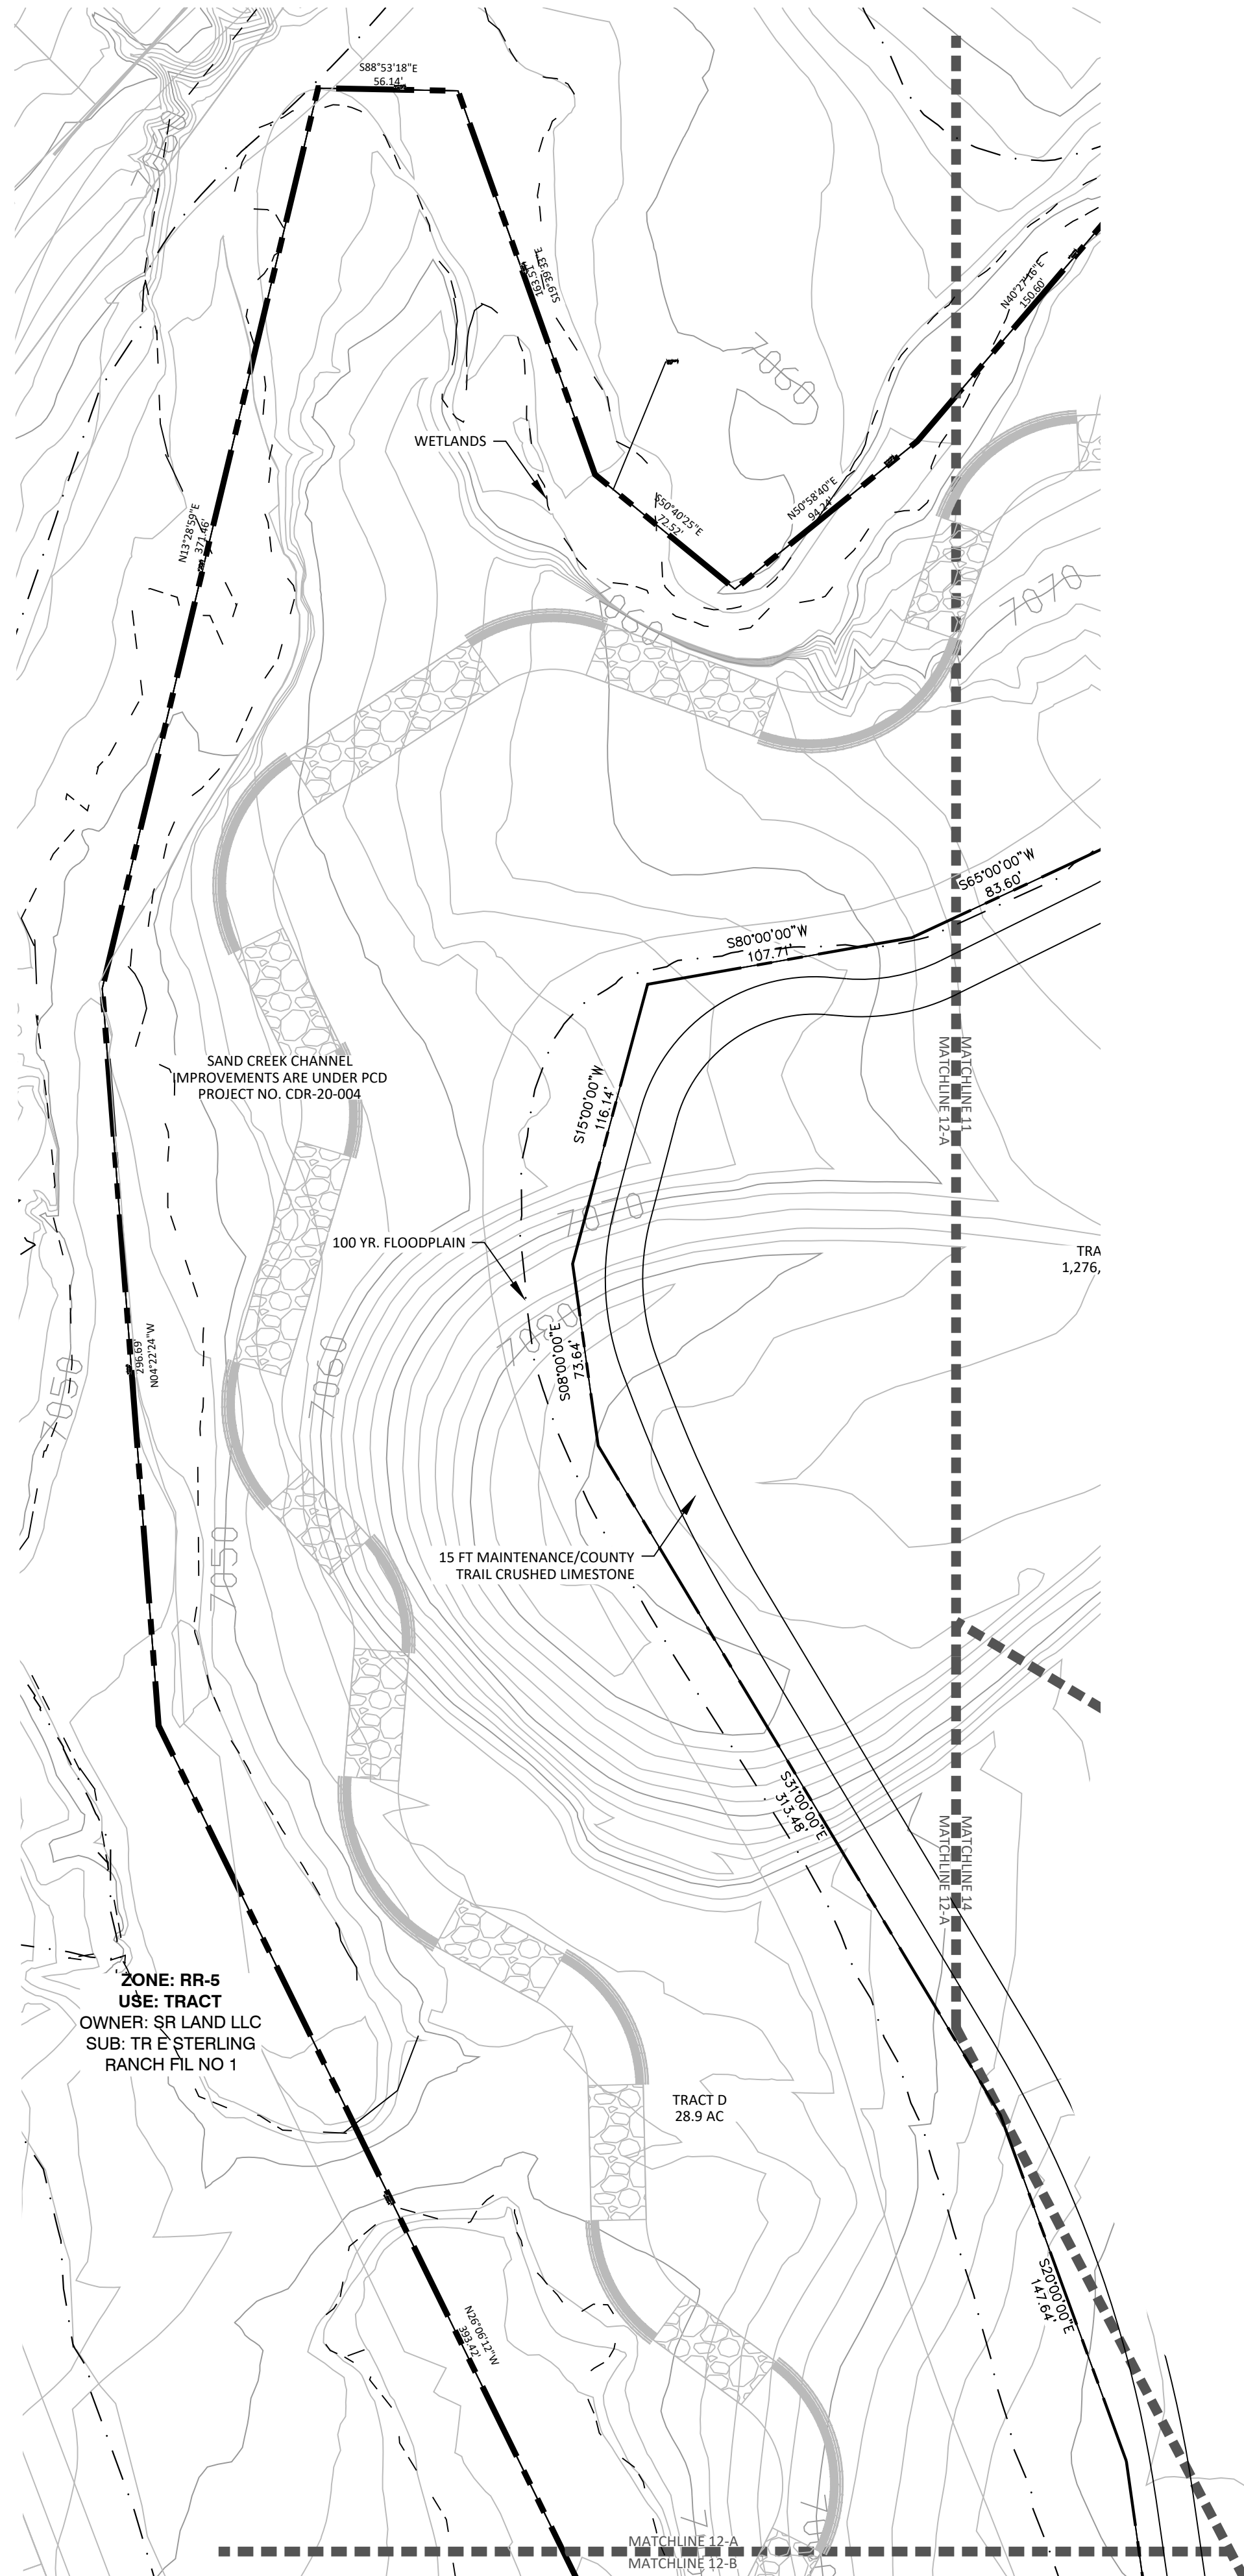 S88°53'18"E
56.14'
S19°39'33"E
163.51'
N40°27'16"E
150.60'
7060
WETLANDS
N13°28'59"E
371.46'
S50°40'25"E
72.52'
N50°58'40"E
94.24'
7070
S65°00'00"W
83.60'
S80°00'00"W
107.71'
SAND CREEK CHANNEL
IMPROVEMENTS ARE UNDER PCD
PROJECT NO. CDR-20-004
MATCHLINE 11
MATCHLINE 12-A
S15°00'00"W
116.14'
100 YR. FLOODPLAIN
TRA
1,276,
296.69'
N04°22'24"W
S08°00'00"E
73.64'
7050
7060
7050
15 FT MAINTENANCE/COUNTY
TRAIL CRUSHED LIMESTONE
S31°00'00"E
313.48'
MATCHLINE 14
MATCHLINE 12-A
ZONE: RR-5
USE: TRACT
OWNER: SR LAND LLC
SUB: TR E STERLING
RANCH FIL NO 1
TRACT D
28.9 AC
S20°00'00"E
147.64'
N26°06'12"W
393.42'
MATCHLINE 12-A
MATCHLINE 12-B